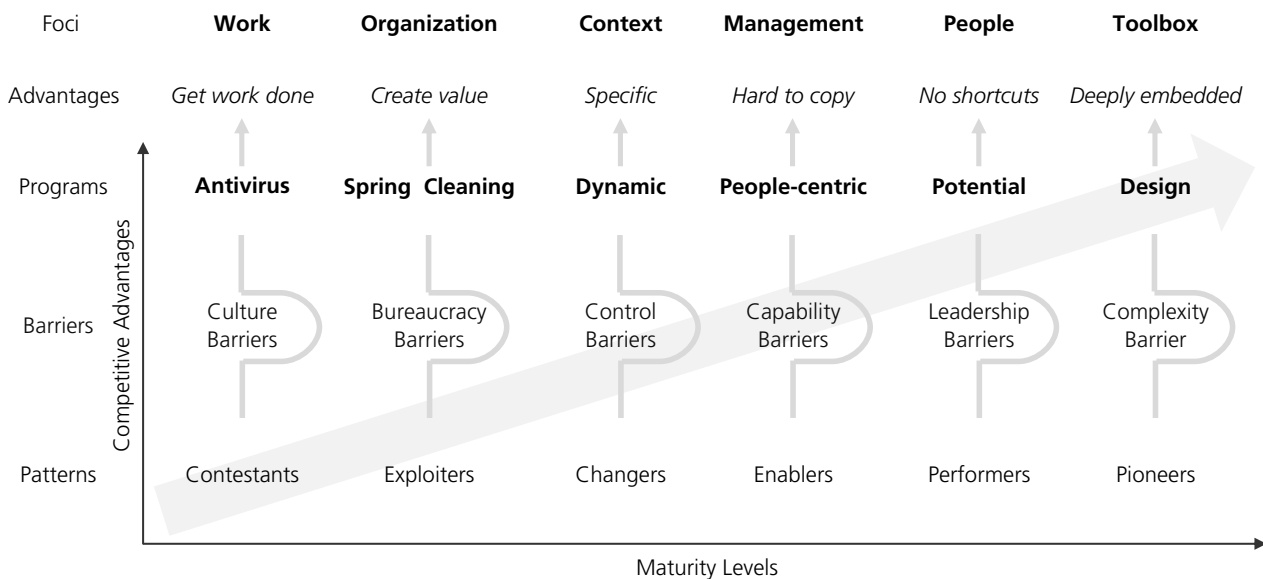 Foci Work Organization Context Management People Toolbox
Advantages Get work done Create value Specific Hard to copy No shortcuts Deeply embedded
Programs Antivirus Spring Cleaning Dynamic People-centric Potential Design
Competitive Advantages
Barriers Culture Barriers Bureaucracy Barriers Control Barriers Capability Barriers Leadership Barriers Complexity Barrier
Patterns Contestants Exploiters Changers Enablers Performers Pioneers
Maturity Levels